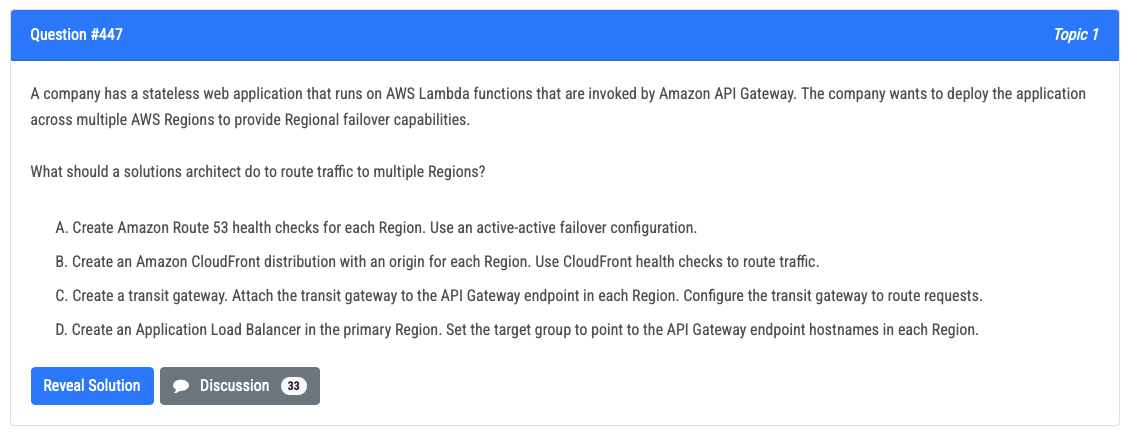 Question #447
Topic 1
A company has a stateless web application that runs on AWS Lambda functions that are invoked by Amazon API Gateway. The company wants to deploy the application
across multiple AWS Regions to provide Regional failover capabilities.
What should a solutions architect do to route traffic to multiple Regions?
A. Create Amazon Route 53 health checks for each Region. Use an active-active failover configuration.
B. Create an Amazon CloudFront distribution with an origin for each Region. Use CloudFront health checks to route traffic.
C. Create a transit gateway. Attach the transit gateway to the API Gateway endpoint in each Region. Configure the transit gateway to route requests.
D. Create an Application Load Balancer in the primary Region. Set the target group to point to the API Gateway endpoint hostnames in each Region.
Reveal Solution
Discussion 33